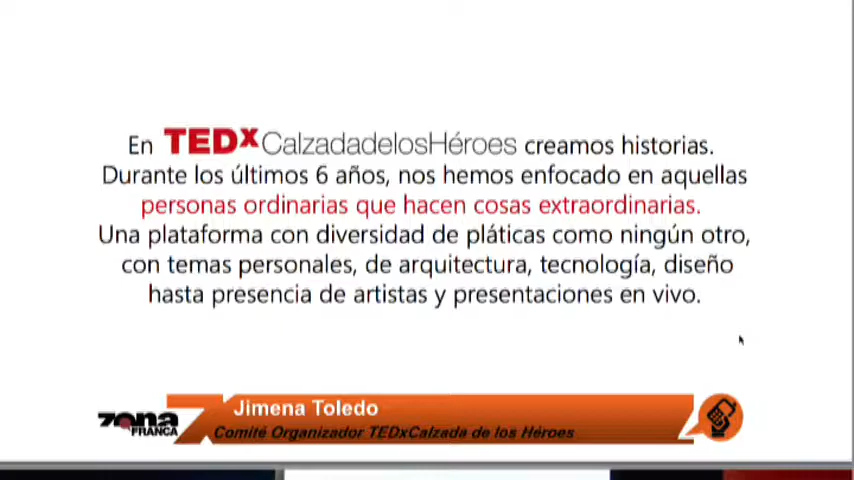 En TEDxCalzadadelosHéroes creamos historias.
Durante los últimos 6 años, nos hemos enfocado en aquellas
personas ordinarias que hacen cosas extraordinarias.
Una plataforma con diversidad de pláticas como ningún otro,
con temas personales, de arquitectura, tecnología, diseño
hasta presencia de artistas y presentaciones en vivo.
Jimena Toledo
zona
FRANCA
Comité Organizador TEDxCalzada de los Héroes